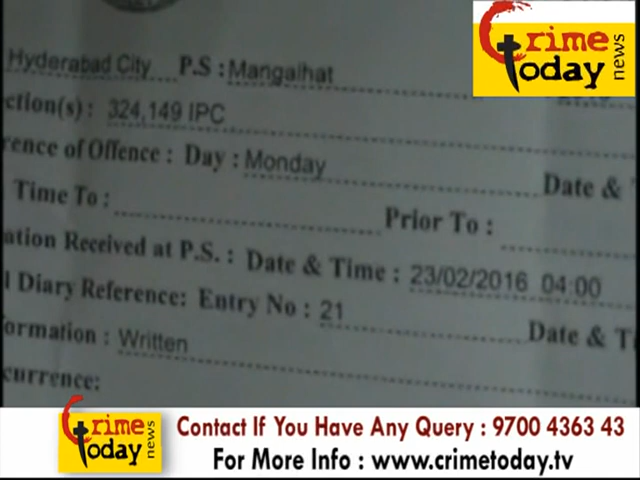 Crime
today
news
Hyderabad City P.S : Mangalhat
ction(s) : 324,149 IPC
rence of Offence : Day : Monday
Date &
Time To :
Prior To :
ation Received at P.S. : Date & Time : 23/02/2016 04:00
l Diary Reference: Entry No : 21
Date & T
ormation : Written
currence:
Crime
today
news
Contact If You Have Any Query : 9700 4363 43
For More Info : www.crimetoday.tv